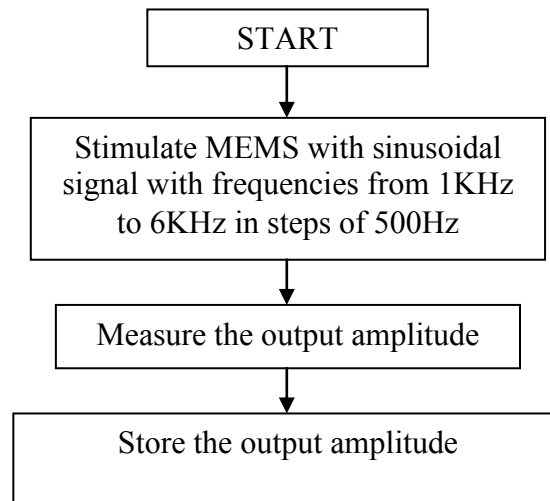 START
Stimulate MEMS with sinusoidal
signal with frequencies from 1KHz
to 6KHz in steps of 500Hz
Measure the output amplitude
Store the output amplitude